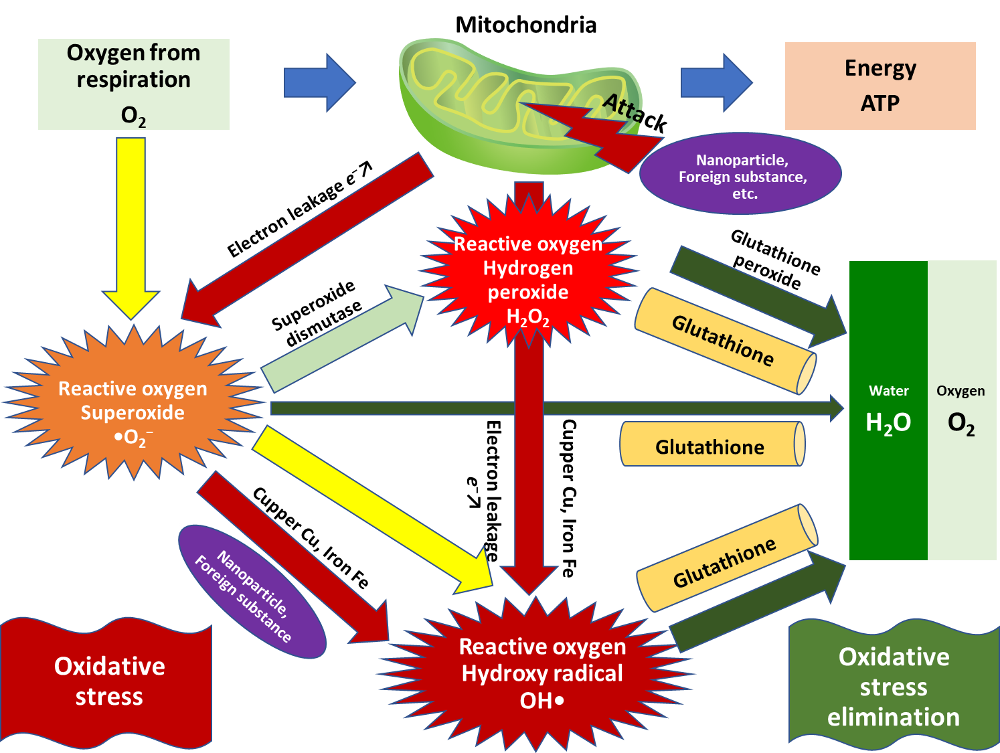 Mitochondria
Oxygen from
respiration
O₂
Energy
ATP
Attack
Nanoparticle,
Foreign substance,
etc.
Electron leakage e⁻↗
Reactive oxygen
Hydrogen
peroxide
H₂O₂
Glutathione
peroxide
Superoxide
dismutase
Glutathione
Reactive oxygen
Superoxide
•O₂⁻
Water
H₂O
Oxygen
O₂
Glutathione
Electron leakage
e⁻↗
Cupper Cu, Iron Fe
Cupper Cu, Iron Fe
Nanoparticle,
Foreign substance
Glutathione
Reactive oxygen
Hydroxy radical
OH•
Oxidative
stress
Oxidative
stress
elimination